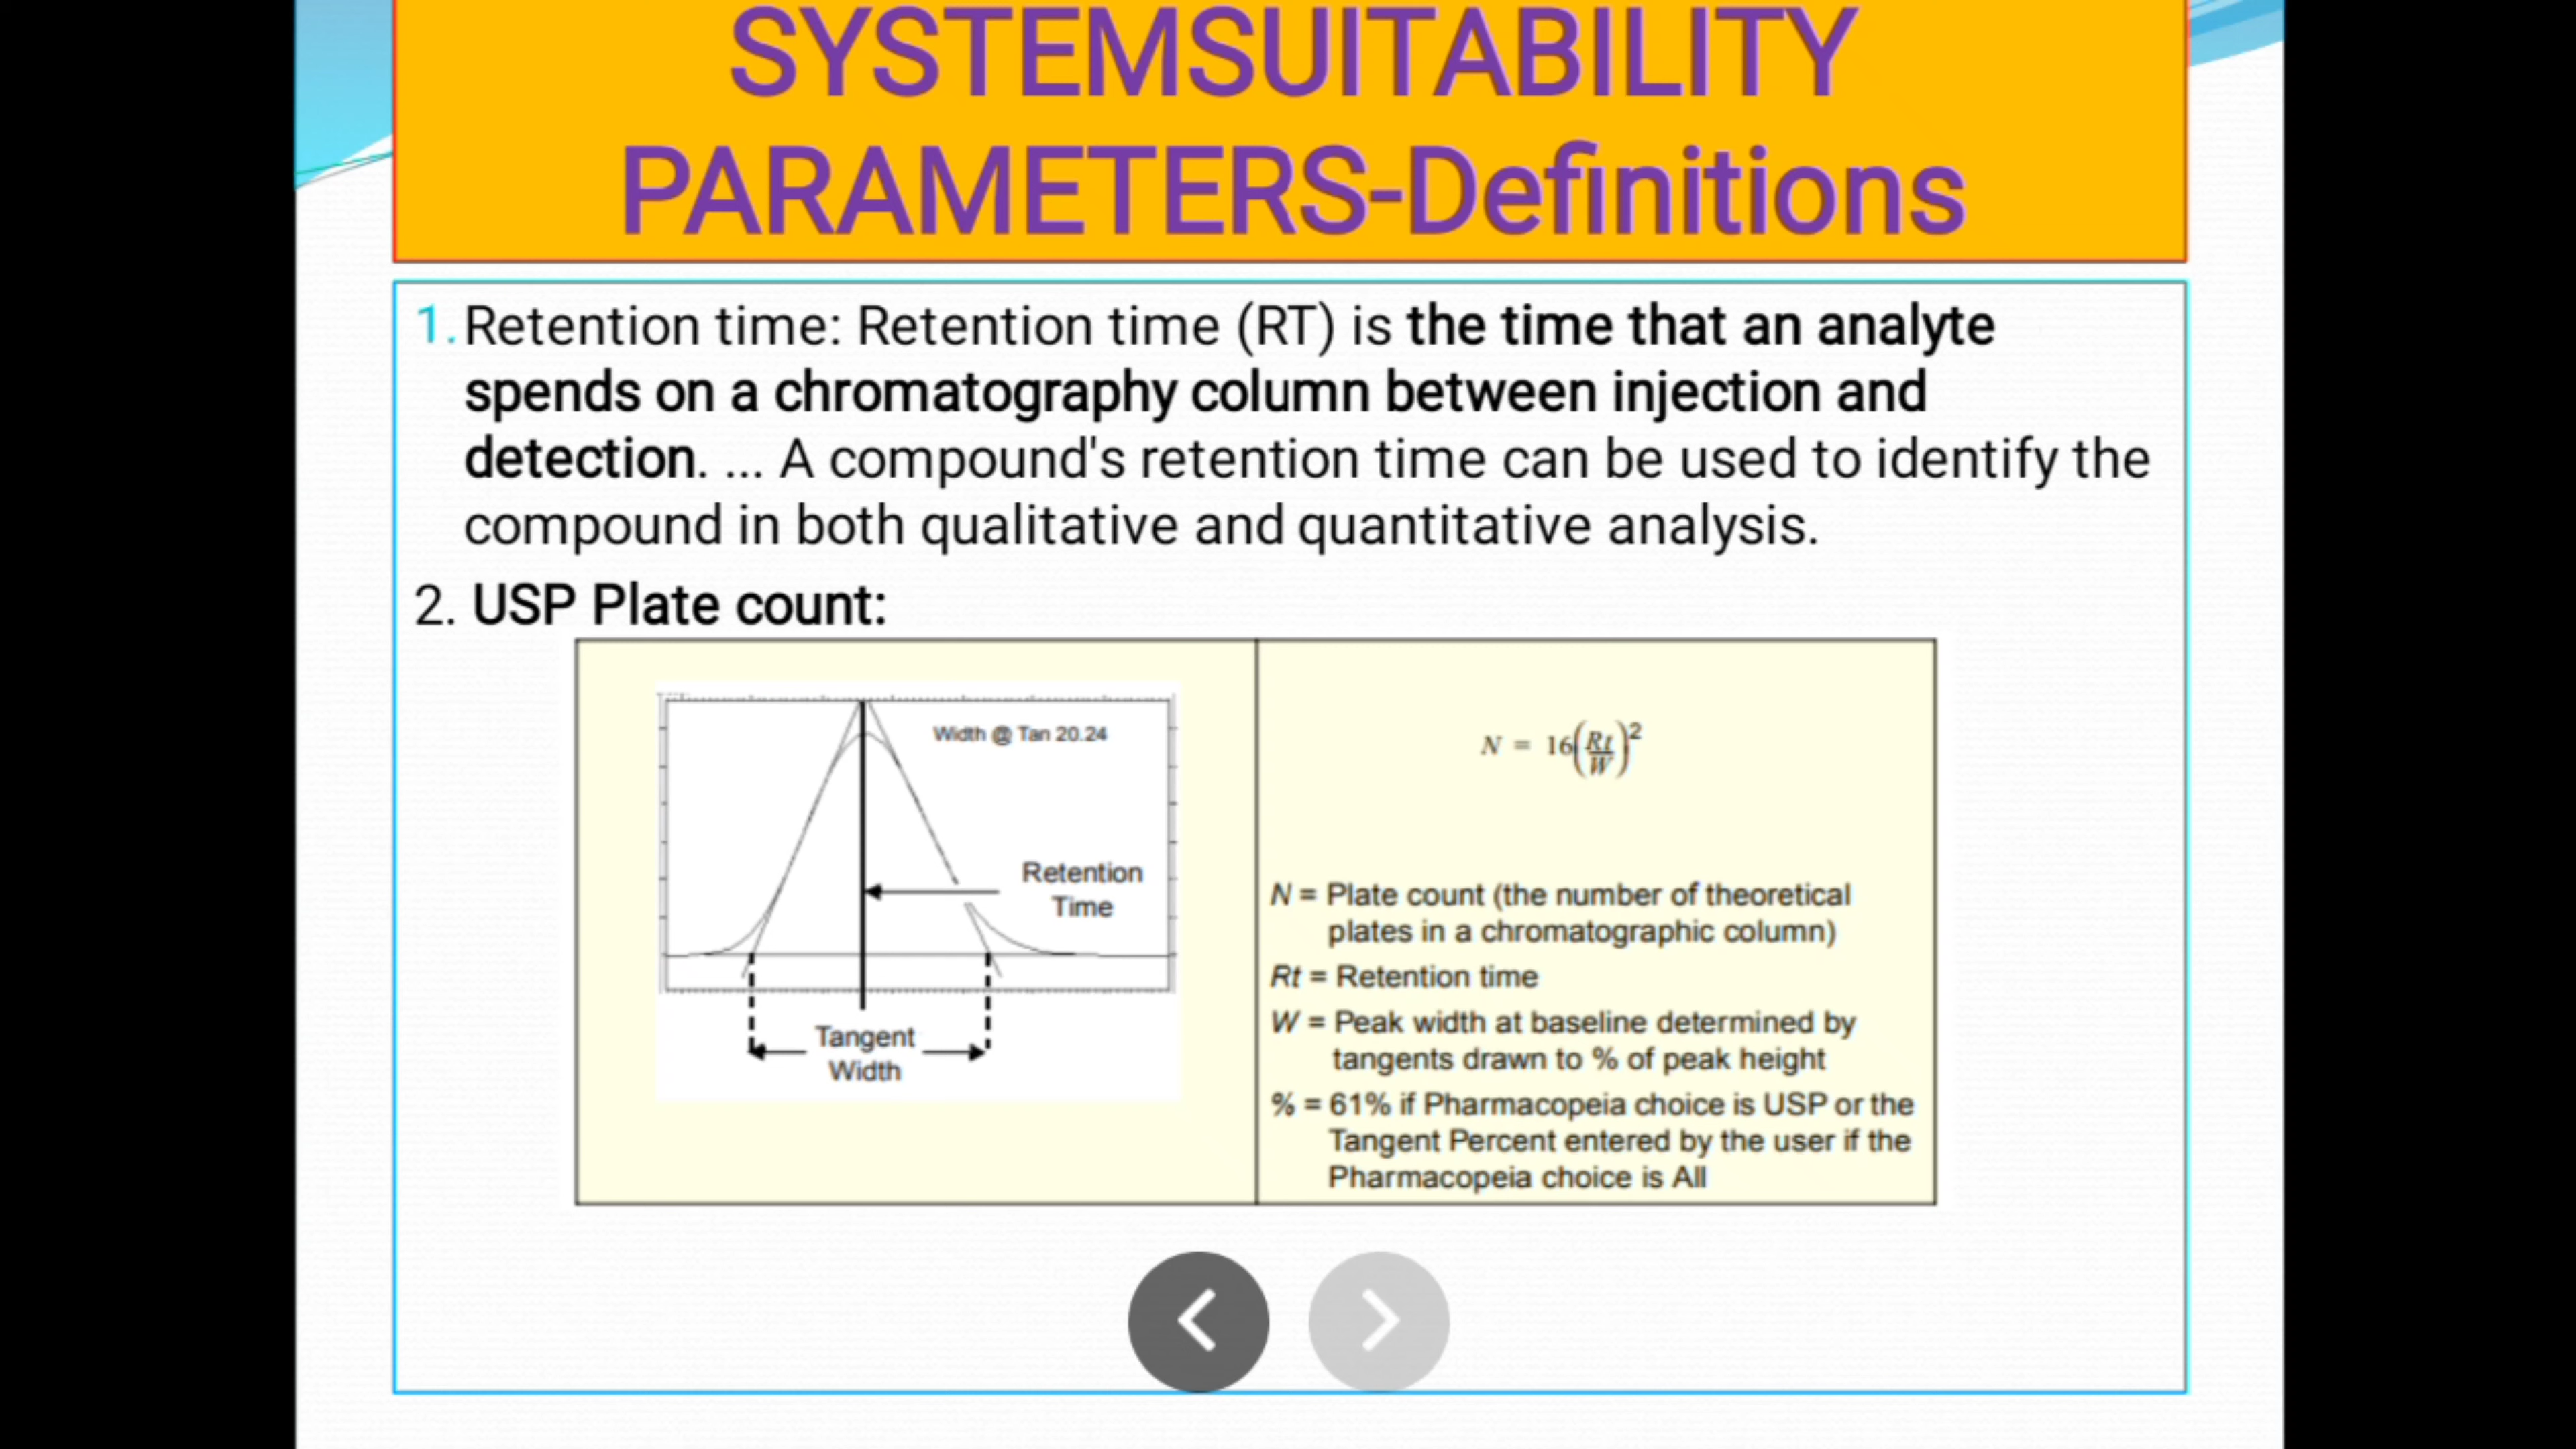 SYSTEMSUITABILITY
PARAMETERS-Definitions
1. Retention time: Retention time (RT) is the time that an analyte
spends on a chromatography column between injection and
detection. ... A compound's retention time can be used to identify the
compound in both qualitative and quantitative analysis.
2. USP Plate count:
Width @ Tan 20.24
Retention
Time
Tangent
Width
N = 16(Rt/W)²
N = Plate count (the number of theoretical
plates in a chromatographic column)
Rt = Retention time
W = Peak width at baseline determined by
tangents drawn to % of peak height
% = 61% if Pharmacopeia choice is USP or the
Tangent Percent entered by the user if the
Pharmacopeia choice is All